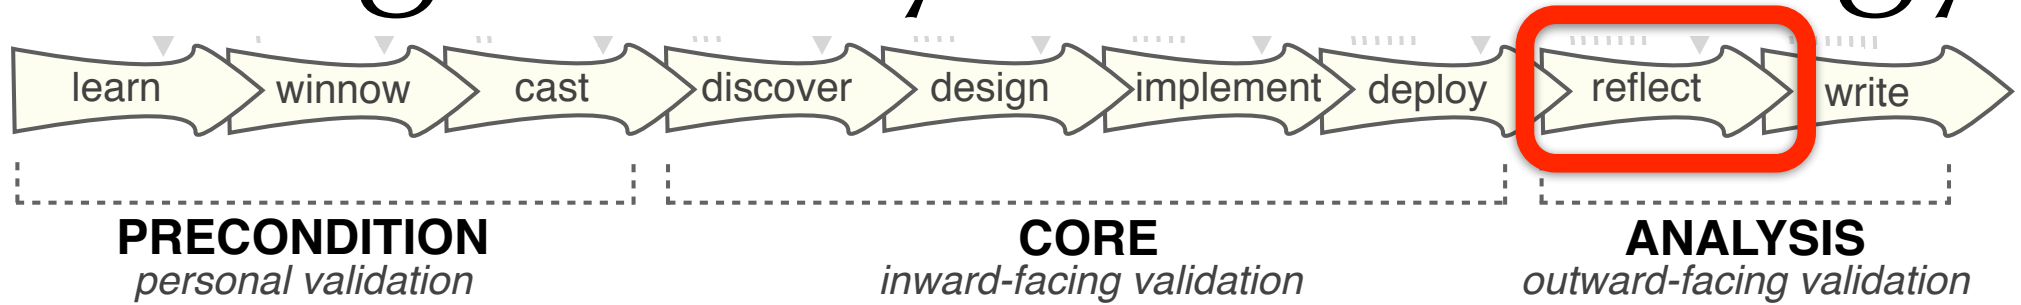 learn winnow cast discover design implement deploy reflect write
PRECONDITION CORE ANALYSIS
personal validation inward-facing validation outward-facing validation